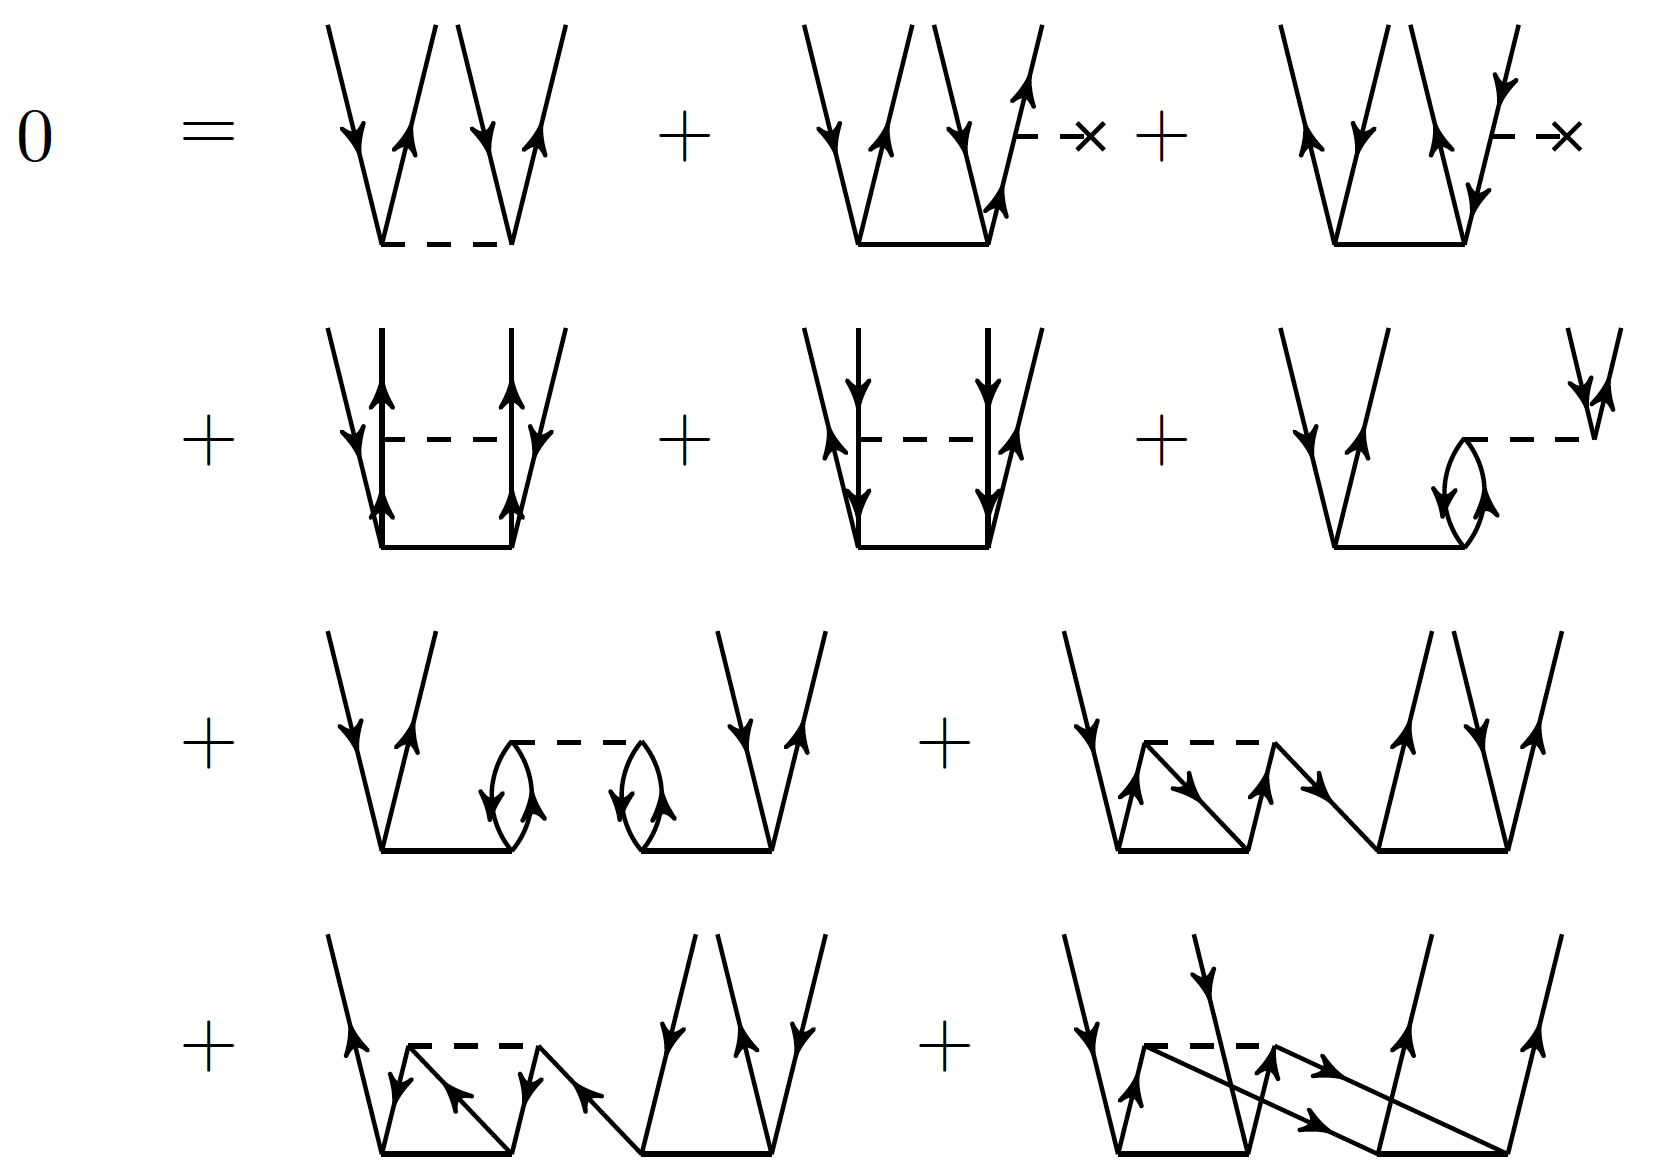 0 = + +
+ + +
+ +
+ +